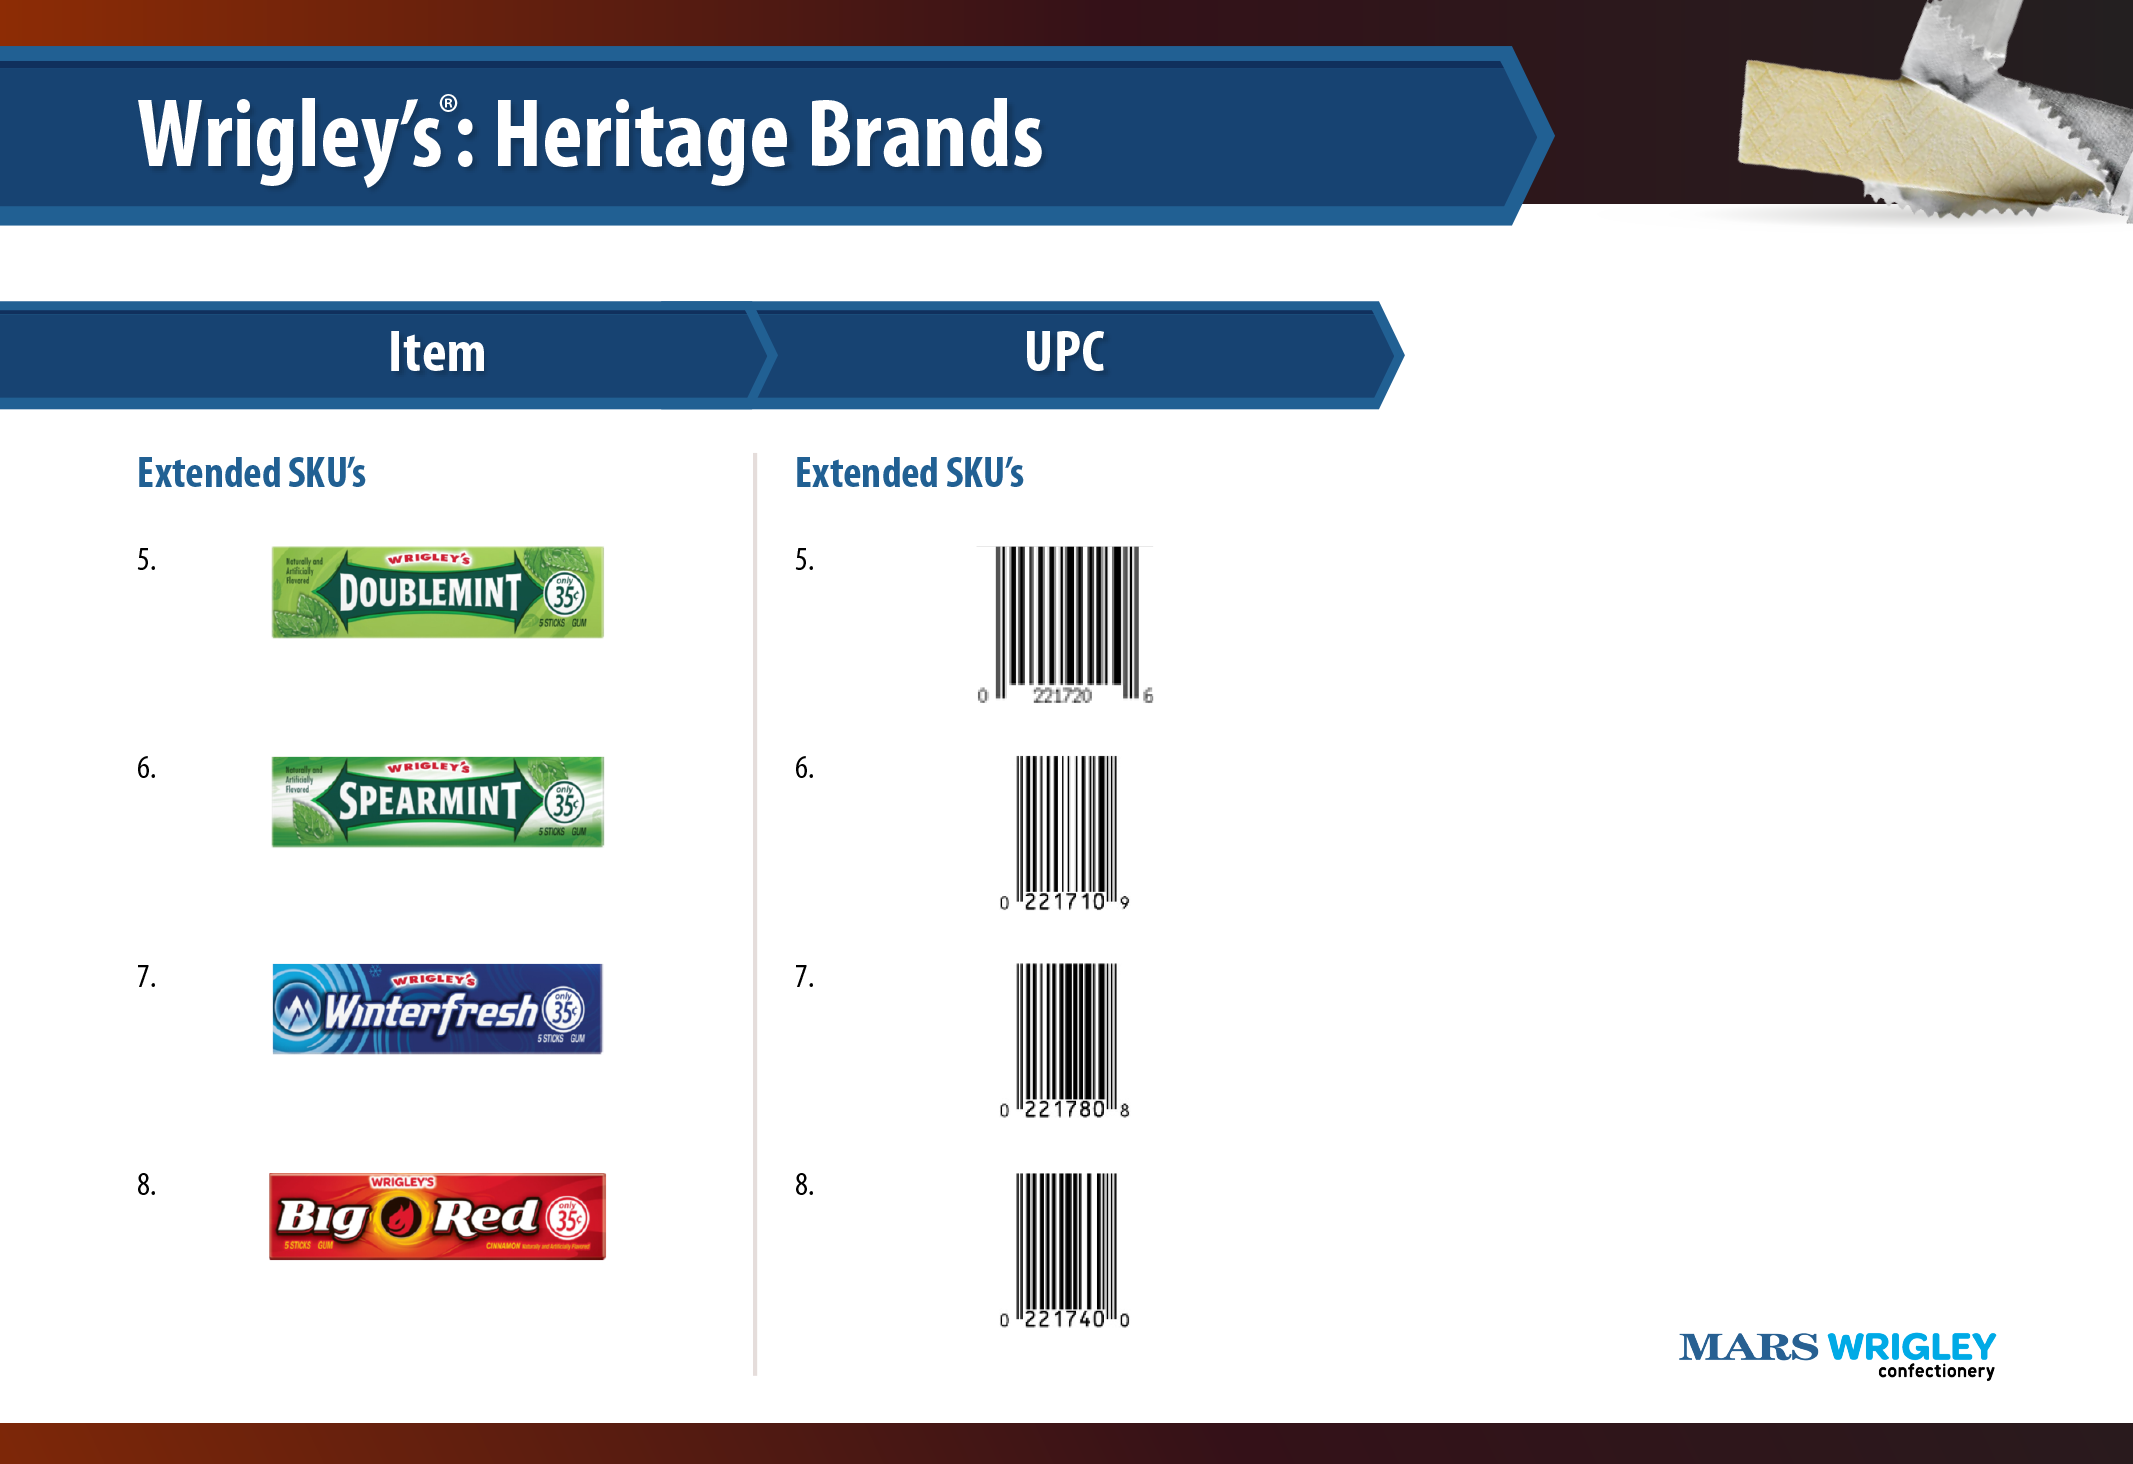 Wrigley’s®: Heritage Brands
Item
UPC
Extended SKU’s
Extended SKU’s
5.
Naturally and
Artificially
Flavored
WRIGLEY'S
DOUBLEMINT
only
35¢
5 STICKS GUM
5.
0 221720 6
6.
Naturally and
Artificially
Flavored
WRIGLEY'S
SPEARMINT
only
35¢
5 STICKS GUM
6.
0 221710 9
7.
WRIGLEY'S
Winterfresh
only
35¢
5 STICKS GUM
7.
0 221780 8
8.
WRIGLEY'S
Big Red
only
35¢
5 STICKS GUM
CINNAMON Naturally and Artificially Flavored
8.
0 221740 0
MARS WRIGLEY
confectionery